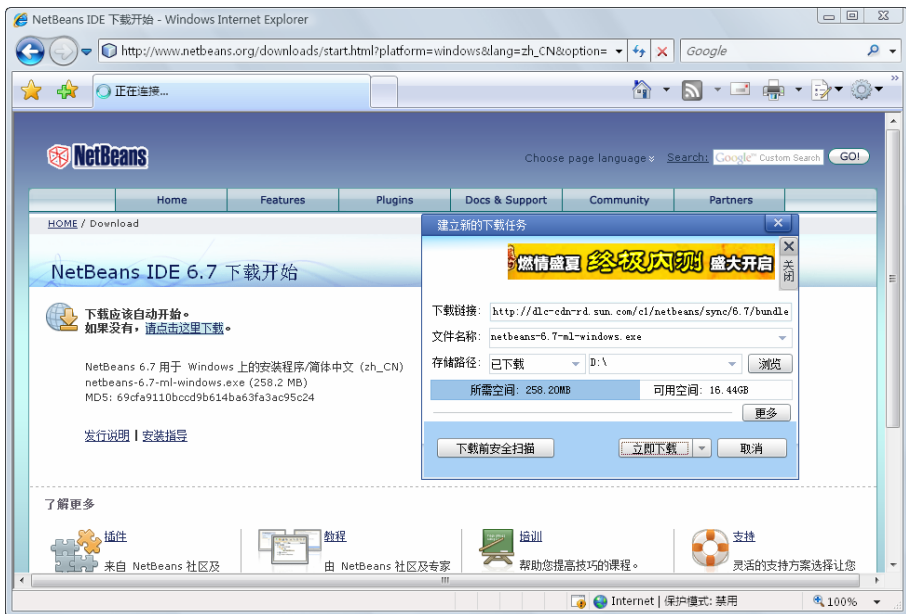 NetBeans IDE 下载开始 - Windows Internet Explorer
http://www.netbeans.org/downloads/start.html?platform=windows&lang=zh_CN&option=
Google
正在连接...
NetBeans
Choose page language
Search:
Google™ Custom Search
GO!
Home Features Plugins Docs & Support Community Partners
HOME / Download
NetBeans IDE 6.7 下载开始
下载应该自动开始。
如果没有，请点击这里下载。
NetBeans 6.7 用于 Windows 上的安装程序/简体中文 (zh_CN)
netbeans-6.7-ml-windows.exe (258.2 MB)
MD5: 69cfa9110bccd9b614ba63fa3ac95c24
发行说明 | 安装指导
建立新的下载任务
燃情盛夏 终极内测 盛大开启
关闭
下载链接: http://dlc-cdn-rd.sun.com/c1/netbeans/sync/6.7/bundle
文件名称: netbeans-6.7-ml-windows.exe
存储路径: 已下载 D:\ 浏览
所需空间: 258.20MB 可用空间: 16.44GB
更多
下载前安全扫描 立即下载 取消
了解更多
插件
来自 NetBeans 社区及
教程
由 NetBeans 社区及专家
培训
帮助您提高技巧的课程。
支持
灵活的支持方案选择让您
Internet | 保护模式: 禁用
100%